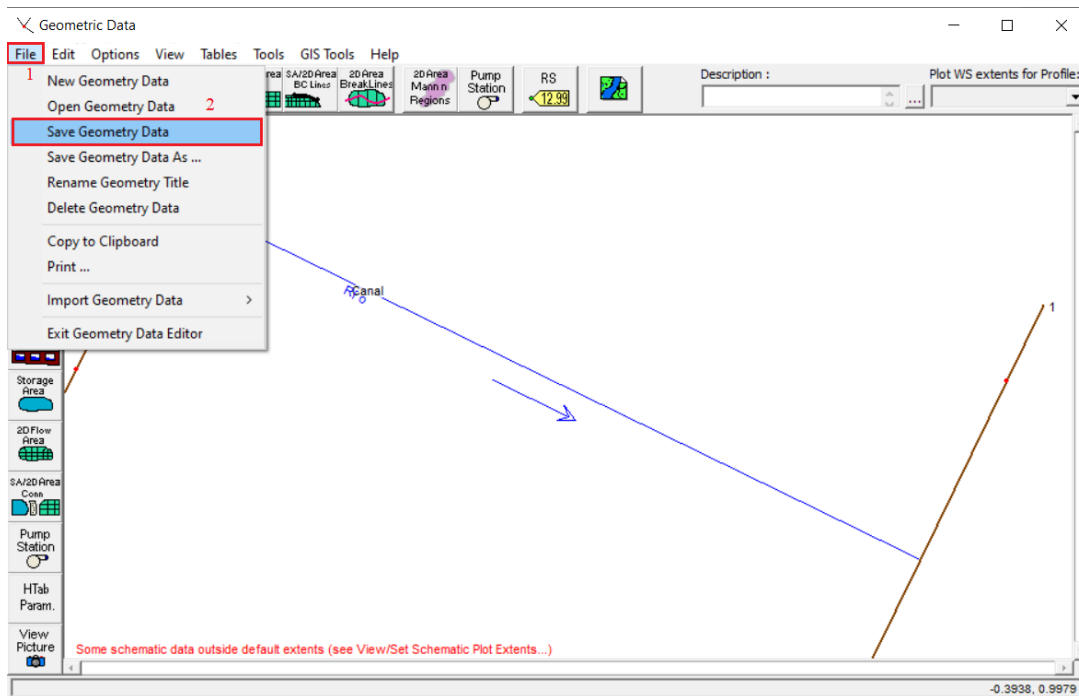 Geometric Data
File Edit Options View Tables Tools GIS Tools Help
1
New Geometry Data
Open Geometry Data 2
Save Geometry Data
Save Geometry Data As ...
Rename Geometry Title
Delete Geometry Data
Copy to Clipboard
Print ...
Import Geometry Data
Exit Geometry Data Editor
SA/2D Area
BC Lines
2D Area
BreakLines
2D Area
Mann n
Regions
Pump
Station
RS
12.99
Description :
...
Plot WS extents for Profile:
Canal
1
Storage
Area
2D Flow
Area
SA/2D Area
Conn
Pump
Station
HTab
Param.
View
Picture
Some schematic data outside default extents (see View/Set Schematic Plot Extents...)
-0.3938, 0.9979